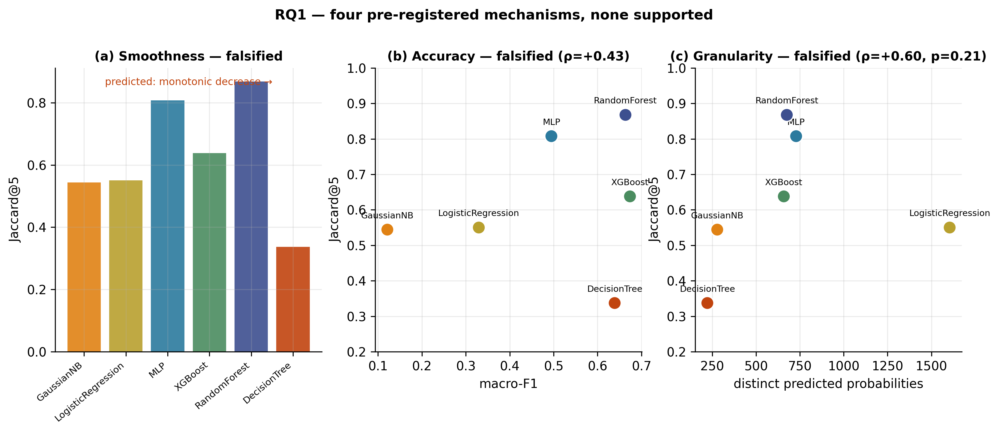 RQ1 — four pre-registered mechanisms, none supported
(a) Smoothness — falsified
predicted: monotonic decrease →
Jaccard@5
0.8
0.6
0.4
0.2
0.0
GaussianNB
LogisticRegression
MLP
XGBoost
RandomForest
DecisionTree
(b) Accuracy — falsified (ρ=+0.43)
Jaccard@5
1.0
0.9
0.8
0.7
0.6
0.5
0.4
0.3
0.2
RandomForest
MLP
XGBoost
GaussianNB
LogisticRegression
DecisionTree
0.1 0.2 0.3 0.4 0.5 0.6 0.7
macro-F1
(c) Granularity — falsified (ρ=+0.60, p=0.21)
Jaccard@5
1.0
0.9
0.8
0.7
0.6
0.5
0.4
0.3
0.2
RandomForest
MLP
XGBoost
GaussianNB
LogisticRegression
DecisionTree
250 500 750 1000 1250 1500
distinct predicted probabilities